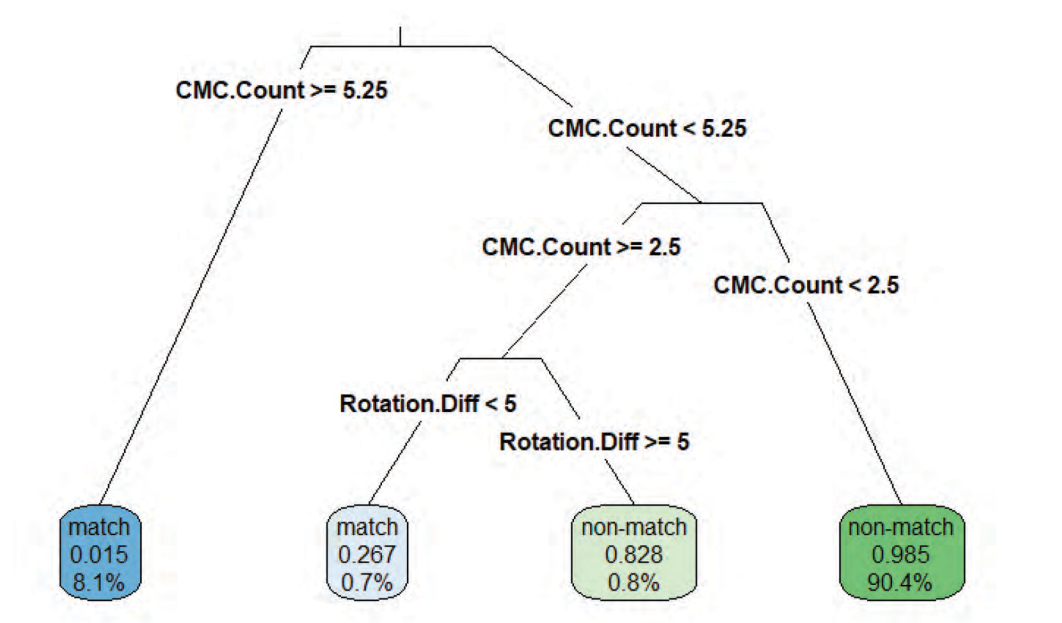 CMC.Count >= 5.25
CMC.Count < 5.25
CMC.Count >= 2.5
CMC.Count < 2.5
Rotation.Diff < 5
Rotation.Diff >= 5
match
0.015
8.1%
match
0.267
0.7%
non-match
0.828
0.8%
non-match
0.985
90.4%